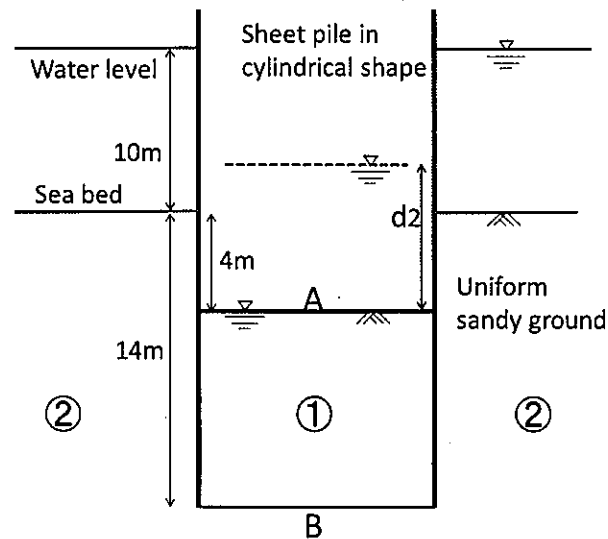 Sheet pile in
cylindrical shape
Water level
10m
Sea bed
d2
4m
A
Uniform
sandy ground
14m
②
①
②
B